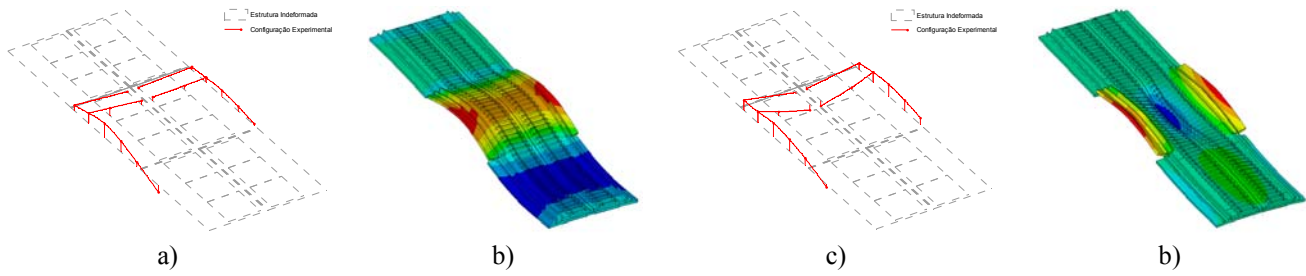 Estrutura Indeformada
Configuração Experimental
Estrutura Indeformada
Configuração Experimental
a)
b)
c)
b)